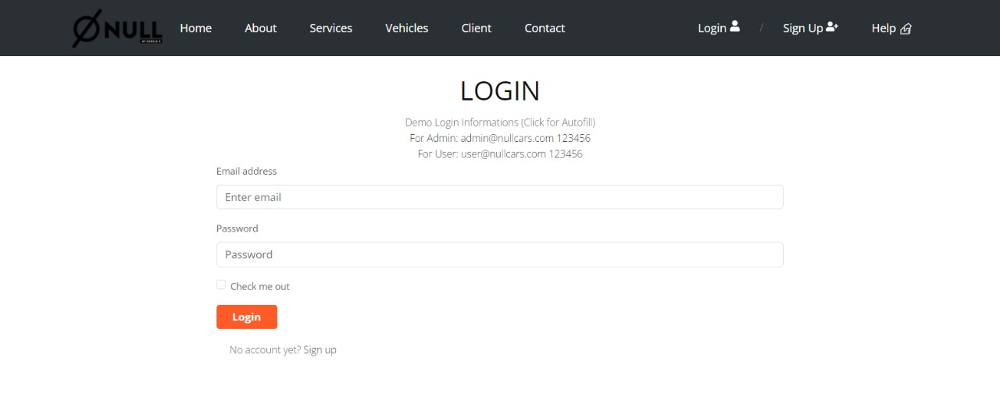 NULL
Home About Services Vehicles Client Contact Login / Sign Up Help
LOGIN
Demo Login Informations (Click for Autofill)
For Admin: admin@nullcars.com 123456
For User: user@nullcars.com 123456
Email address
Enter email
Password
Password
Check me out
Login
No account yet? Sign up